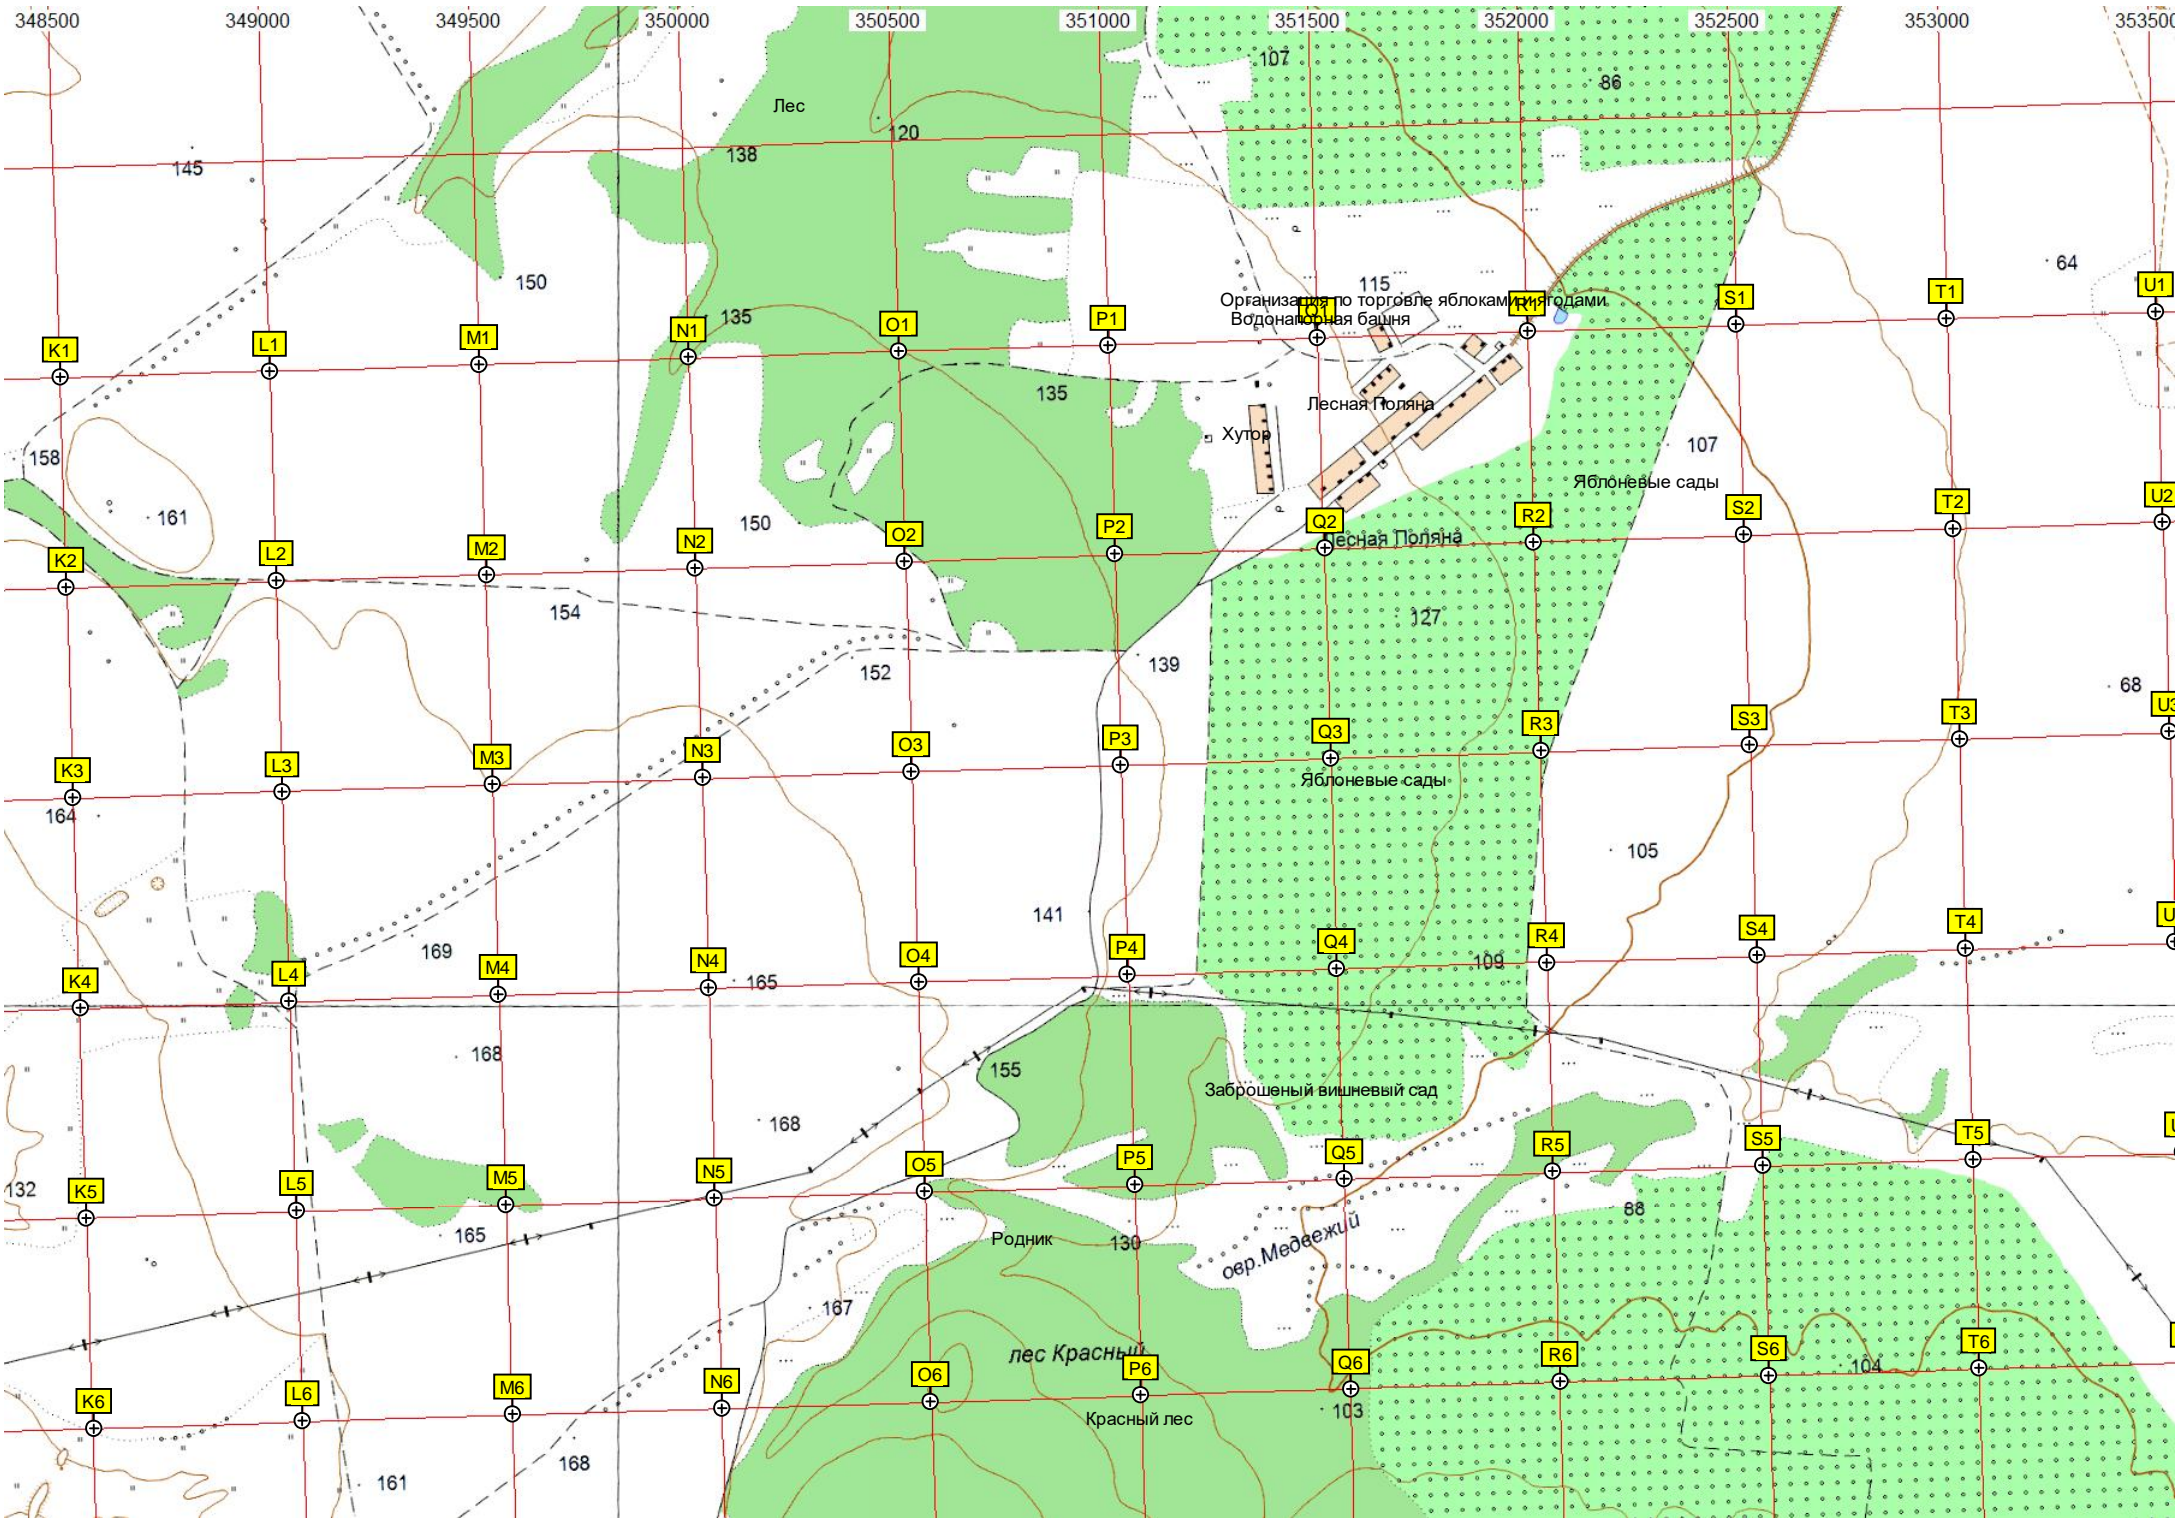 348500 349000 349500 350000 350500 351000 351500 352000 352500 353000 353500
107
86
Лес
120
138
145
64
150
115
U1
T1
S1
Организация по торговле яблоками и ягодами
R1
Q1
Водонапорная башня
135
P1
O1
N1
M1
L1
K1
135
Лесная Поляна
Хутор
107
158
Яблоневые сады
161
150
U2
T2
S2
R2
Q2
P2
Лесная Поляна
O2
N2
M2
L2
K2
154
127
139
152
68
U3
T3
S3
R3
Q3
P3
O3
N3
M3
L3
K3
Яблоневые сады
164
105
141
169
U
T4
S4
R4
Q4
P4
O4
N4
M4
L4
K4
109
165
168
155
Заброшеный вишневый сад
168
T5
S5
R5
Q5
P5
O5
N5
M5
L5
K5
132
88
165
Родник
130
овр.Медвежий
167
лес Красный
T6
S6
104
R6
Q6
P6
O6
N6
M6
L6
K6
103
Красный лес
168
161